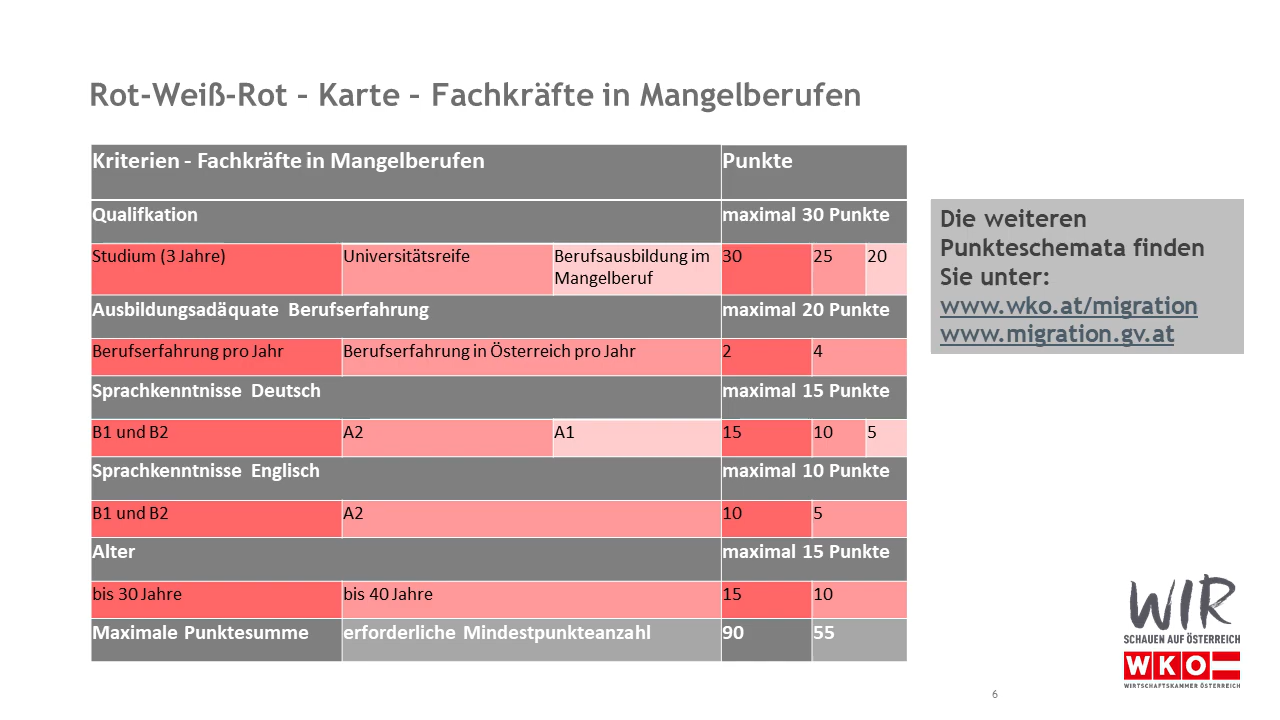 Rot-Weiß-Rot – Karte – Fachkräfte in Mangelberufen
Kriterien - Fachkräfte in Mangelberufen Punkte
Qualifkation maximal 30 Punkte
Studium (3 Jahre) Universitätsreife Berufsausbildung im Mangelberuf 30 25 20
Ausbildungsadäquate Berufserfahrung maximal 20 Punkte
Berufserfahrung pro Jahr Berufserfahrung in Österreich pro Jahr 2 4
Sprachkenntnisse Deutsch maximal 15 Punkte
B1 und B2 A2 A1 15 10 5
Sprachkenntnisse Englisch maximal 10 Punkte
B1 und B2 A2 10 5
Alter maximal 15 Punkte
bis 30 Jahre bis 40 Jahre 15 10
Maximale Punktesumme erforderliche Mindestpunkteanzahl 90 55
Die weiteren
Punkteschemata finden
Sie unter:
www.wko.at/migration
www.migration.gv.at
WIR
SCHAUEN AUF ÖSTERREICH
WKO
WIRTSCHAFTSKAMMER ÖSTERREICH
6